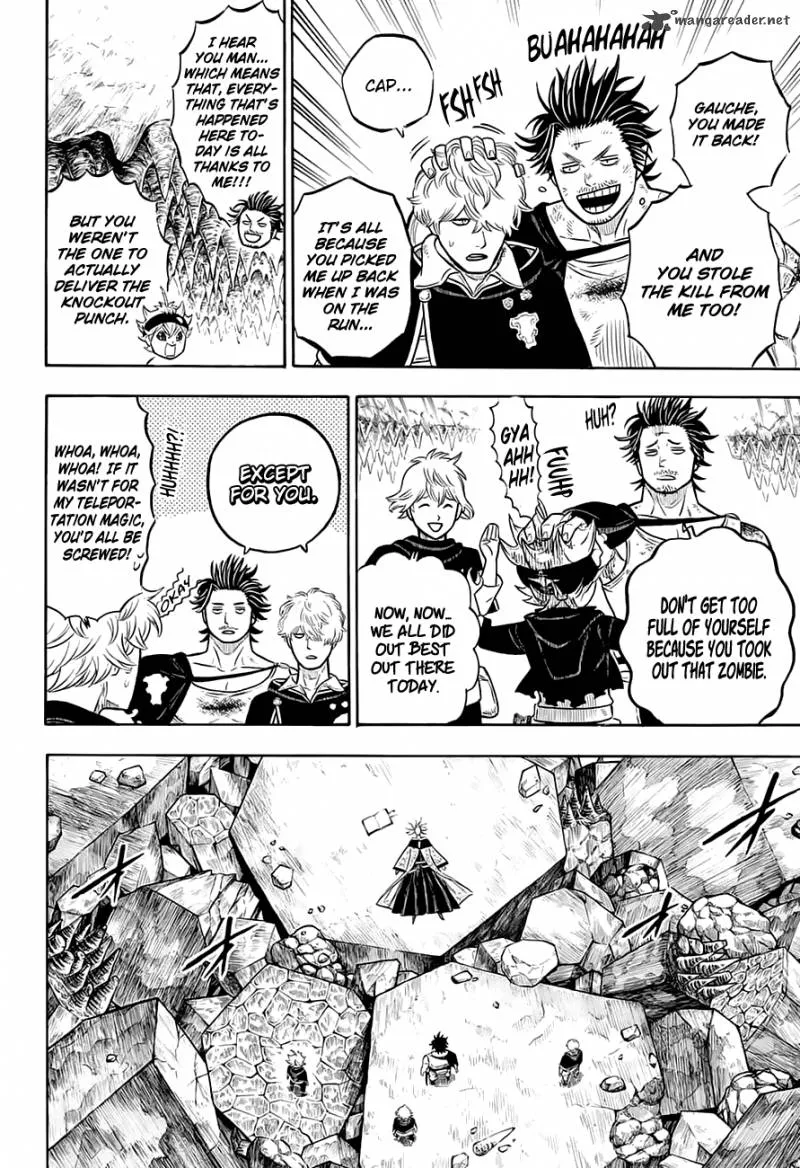 mangareader.net
GAUCHE,
YOU MADE
IT BACK!
BUAHAHAHAH
FSHFSH
CAP...
AND
YOU STOLE
THE KILL FROM
ME TOO!
IT'S ALL
BECAUSE
YOU PICKED
ME UP BACK
WHEN I WAS
ON THE
RUN...
I HEAR
YOU MAN...
WHICH MEANS
THAT, EVERY-
THING THAT'S
HAPPENED
HERE TO-
DAY IS ALL
THANKS TO
ME!!!
BUT YOU
WEREN'T
THE ONE TO
ACTUALLY
DELIVER THE
KNOCKOUT
PUNCH.
HUH?
FUUHP
GYA
AHH
HH!
DON'T GET TOO
FULL OF YOURSELF
BECAUSE YOU TOOK
OUT THAT ZOMBIE.
NOW, NOW...
WE ALL DID
OUT BEST
OUT THERE
TODAY.
EXCEPT
FOR YOU.
HUHHHH?!
WHOA, WHOA,
WHOA! IF IT
WASN'T FOR
MY TELEPOR-
TATION MAGIC,
YOU'D ALL BE
SCREWED!
OKAY